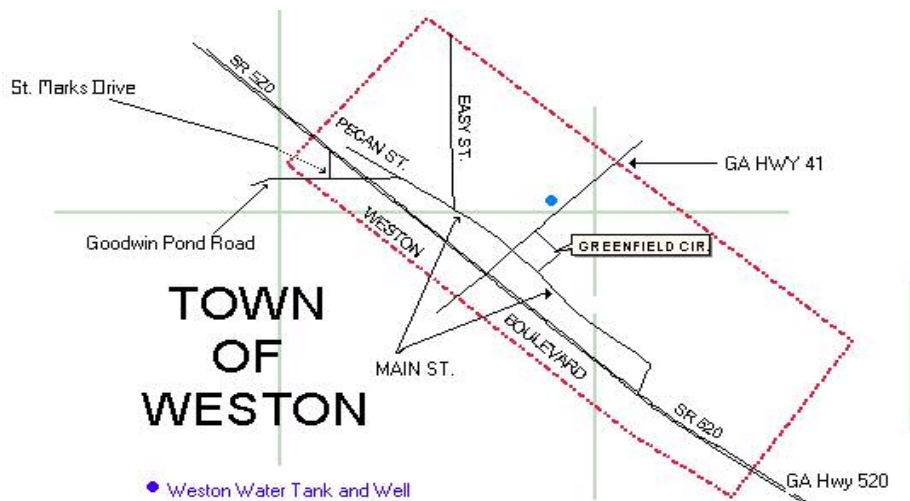 SR 520
St. Marks Drive
PECAN ST.
EASY ST.
GA HWY 41
Goodwin Pond Road
WESTON
GREENFIELD CIR
TOWN
OF
WESTON
BOULEVARD
MAIN ST.
SR 520
GA Hwy 520
Weston Water Tank and Well